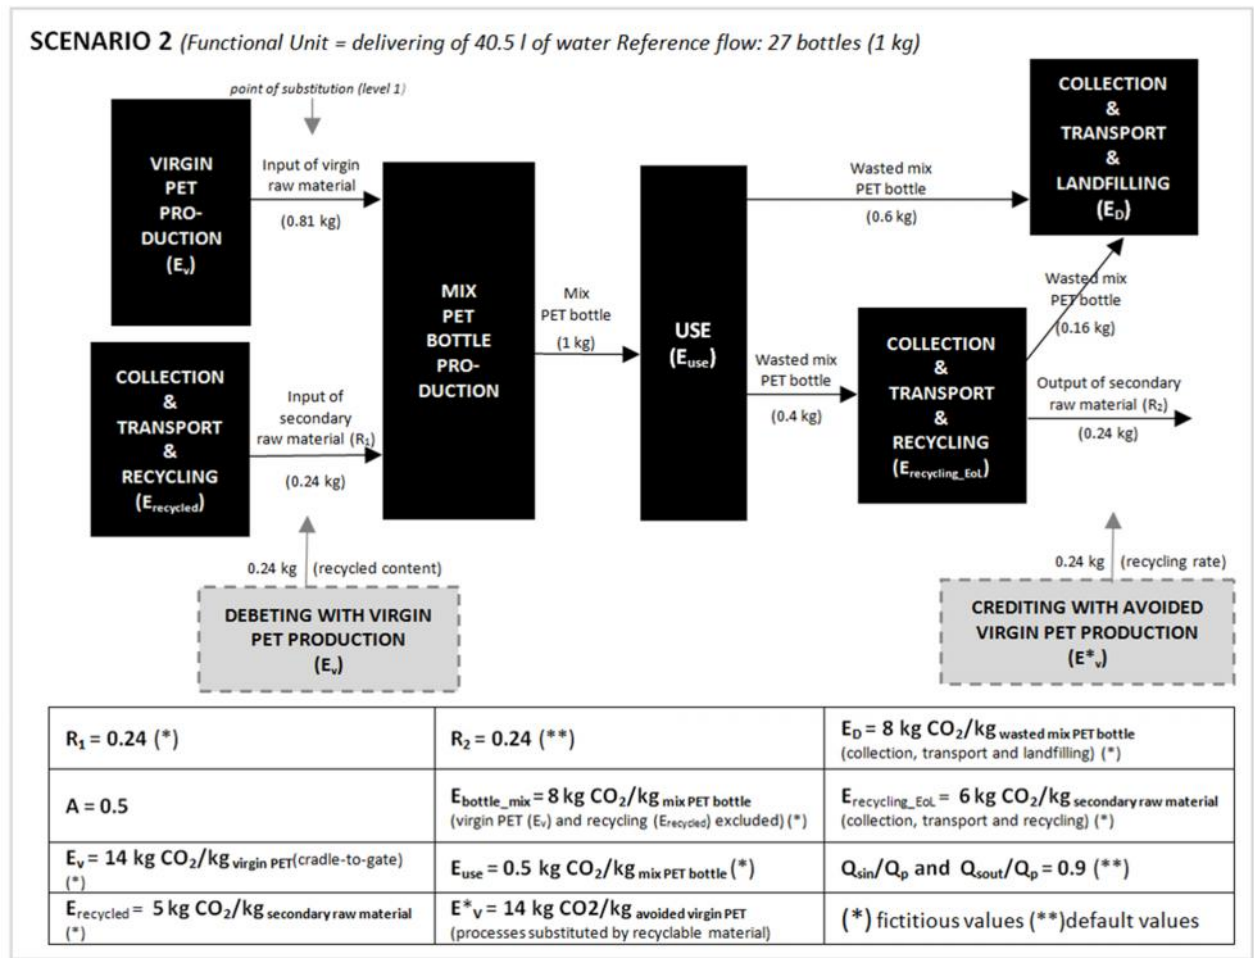 SCENARIO 2 (Functional Unit = delivering of 40.5 l of water Reference flow: 27 bottles (1 kg)
point of substitution (level 1)
VIRGIN
PET
PRO-
DUCTION
(Ev)
Input of virgin
raw material
(0.81 kg)
COLLECTION
&
TRANSPORT
&
RECYCLING
(Erecycled)
Input of
secondary
raw material (R1)
(0.24 kg)
MIX
PET
BOTTLE
PRO-
DUCTION
Mix
PET bottle
(1 kg)
USE
(Euse)
Wasted mix
PET bottle
(0.6 kg)
Wasted mix
PET bottle
(0.4 kg)
COLLECTION
&
TRANSPORT
&
LANDFILLING
(ED)
Wasted mix
PET bottle
(0.16 kg)
COLLECTION
&
TRANSPORT
&
RECYCLING
(Erecycling_EoL)
Output of secondary
raw material (R2)
(0.24 kg)
0.24 kg (recycled content)
DEBETING WITH VIRGIN
PET PRODUCTION
(Ev)
0.24 kg (recycling rate)
CREDITING WITH AVOIDED
VIRGIN PET PRODUCTION
(E*v)
R1 = 0.24 (*)
R2 = 0.24 (**)
ED = 8 kg CO2/kg wasted mix PET bottle
(collection, transport and landfilling) (*)
A = 0.5
Ebottle_mix = 8 kg CO2/kg mix PET bottle
(virgin PET (Ev) and recycling (Erecycled) excluded) (*)
Erecycling_EoL = 6 kg CO2/kg secondary raw material
(collection, transport and recycling) (*)
Ev = 14 kg CO2/kg virgin PET(cradle-to-gate)
(*)
Euse = 0.5 kg CO2/kg mix PET bottle (*)
Qsin/Qp and Qsout/Qp = 0.9 (**)
Erecycled = 5 kg CO2/kg secondary raw material
(*)
E*V = 14 kg CO2/kg avoided virgin PET
(processes substituted by recyclable material)
(*) fictitious values (**)default values